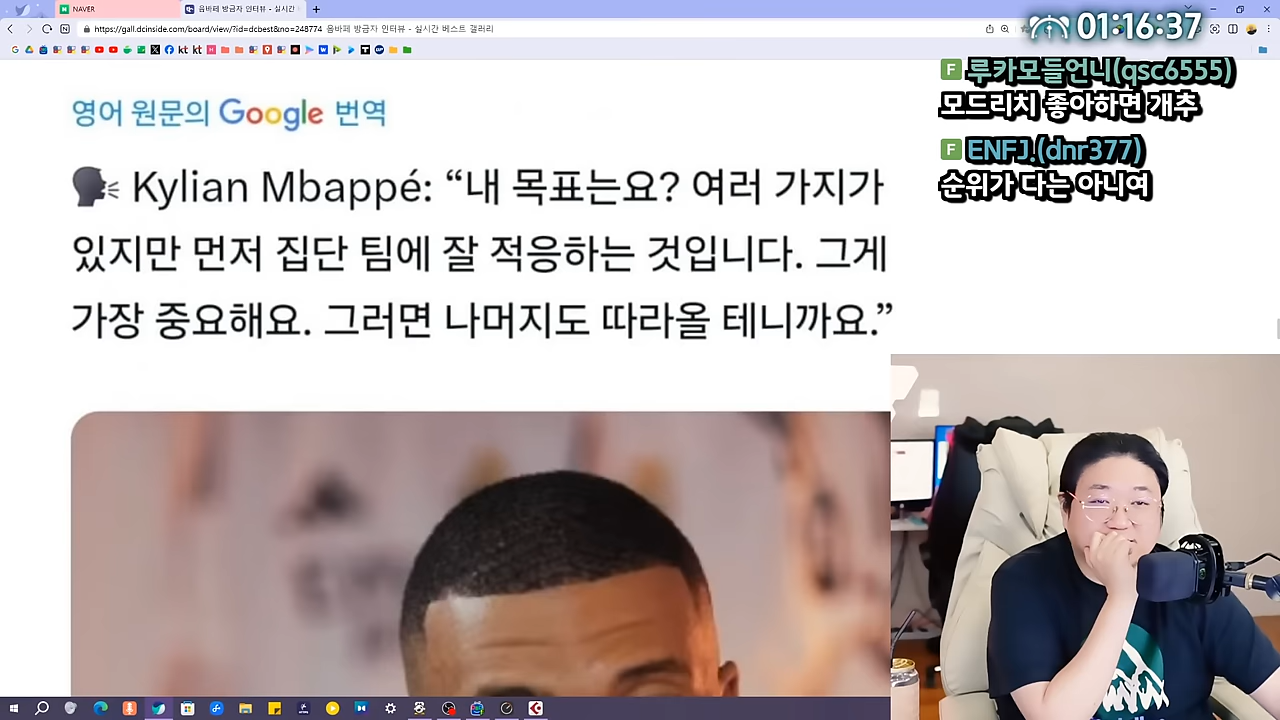 NAVER
음바페 방금자 인터뷰 - 실시간
01:16:37
https://gall.dcinside.com/board/view/?id=dcbest&no=248774 음바페 방금자 인터뷰 - 실시간 베스트 갤러리
kt kt
F 루카모들언니(qsc6555)
모드리치 좋아하면 개추
F ENFJ.(dnr377)
순위가 다는 아니여
영어 원문의 Google 번역
Kylian Mbappé: “내 목표는요? 여러 가지가
있지만 먼저 집단 팀에 잘 적응하는 것입니다. 그게
가장 중요해요. 그러면 나머지도 따라올 테니까요.”